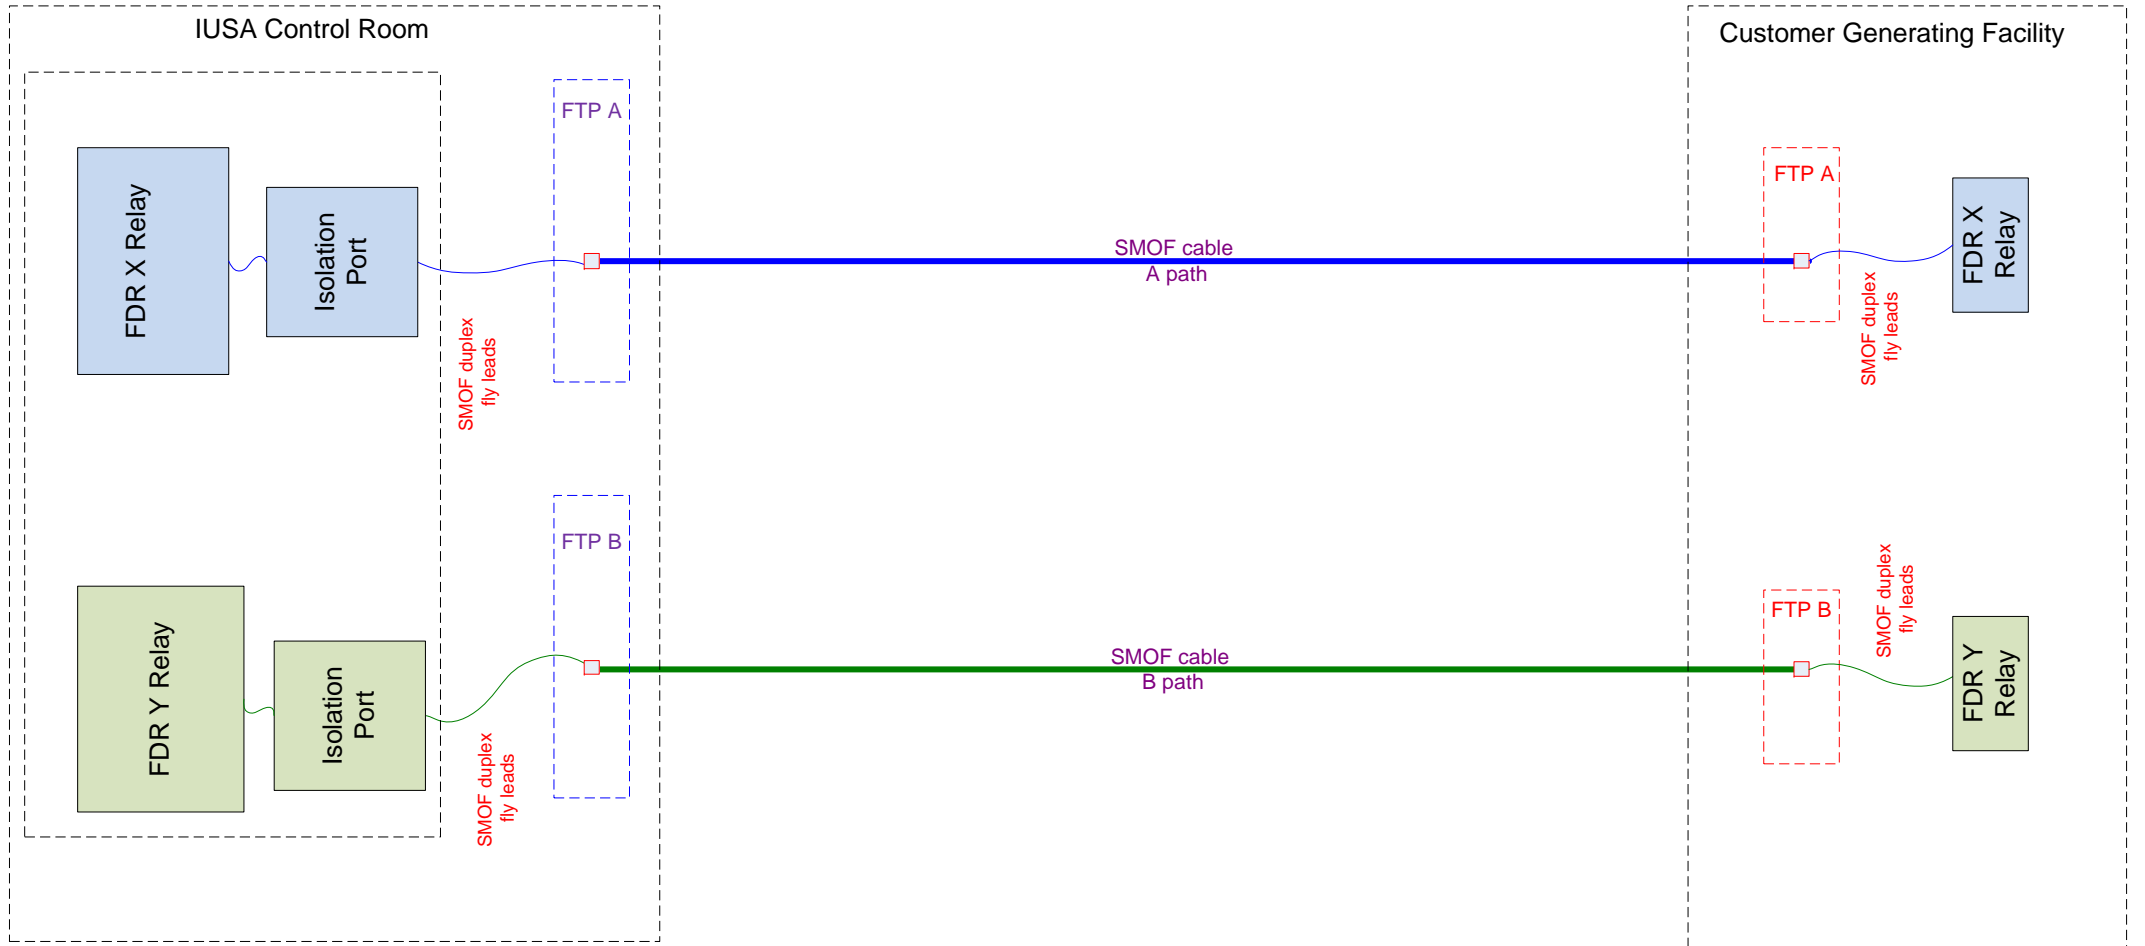 IUSA Control Room
Customer Generating Facility
FTP A
FDR X Relay
Isolation
Port
SMOF duplex
fly leads
SMOF cable
A path
FTP A
SMOF duplex
fly leads
FDR X
Relay
FTP B
FDR Y Relay
Isolation
Port
SMOF duplex
fly leads
SMOF cable
B path
FTP B
SMOF duplex
fly leads
FDR Y
Relay